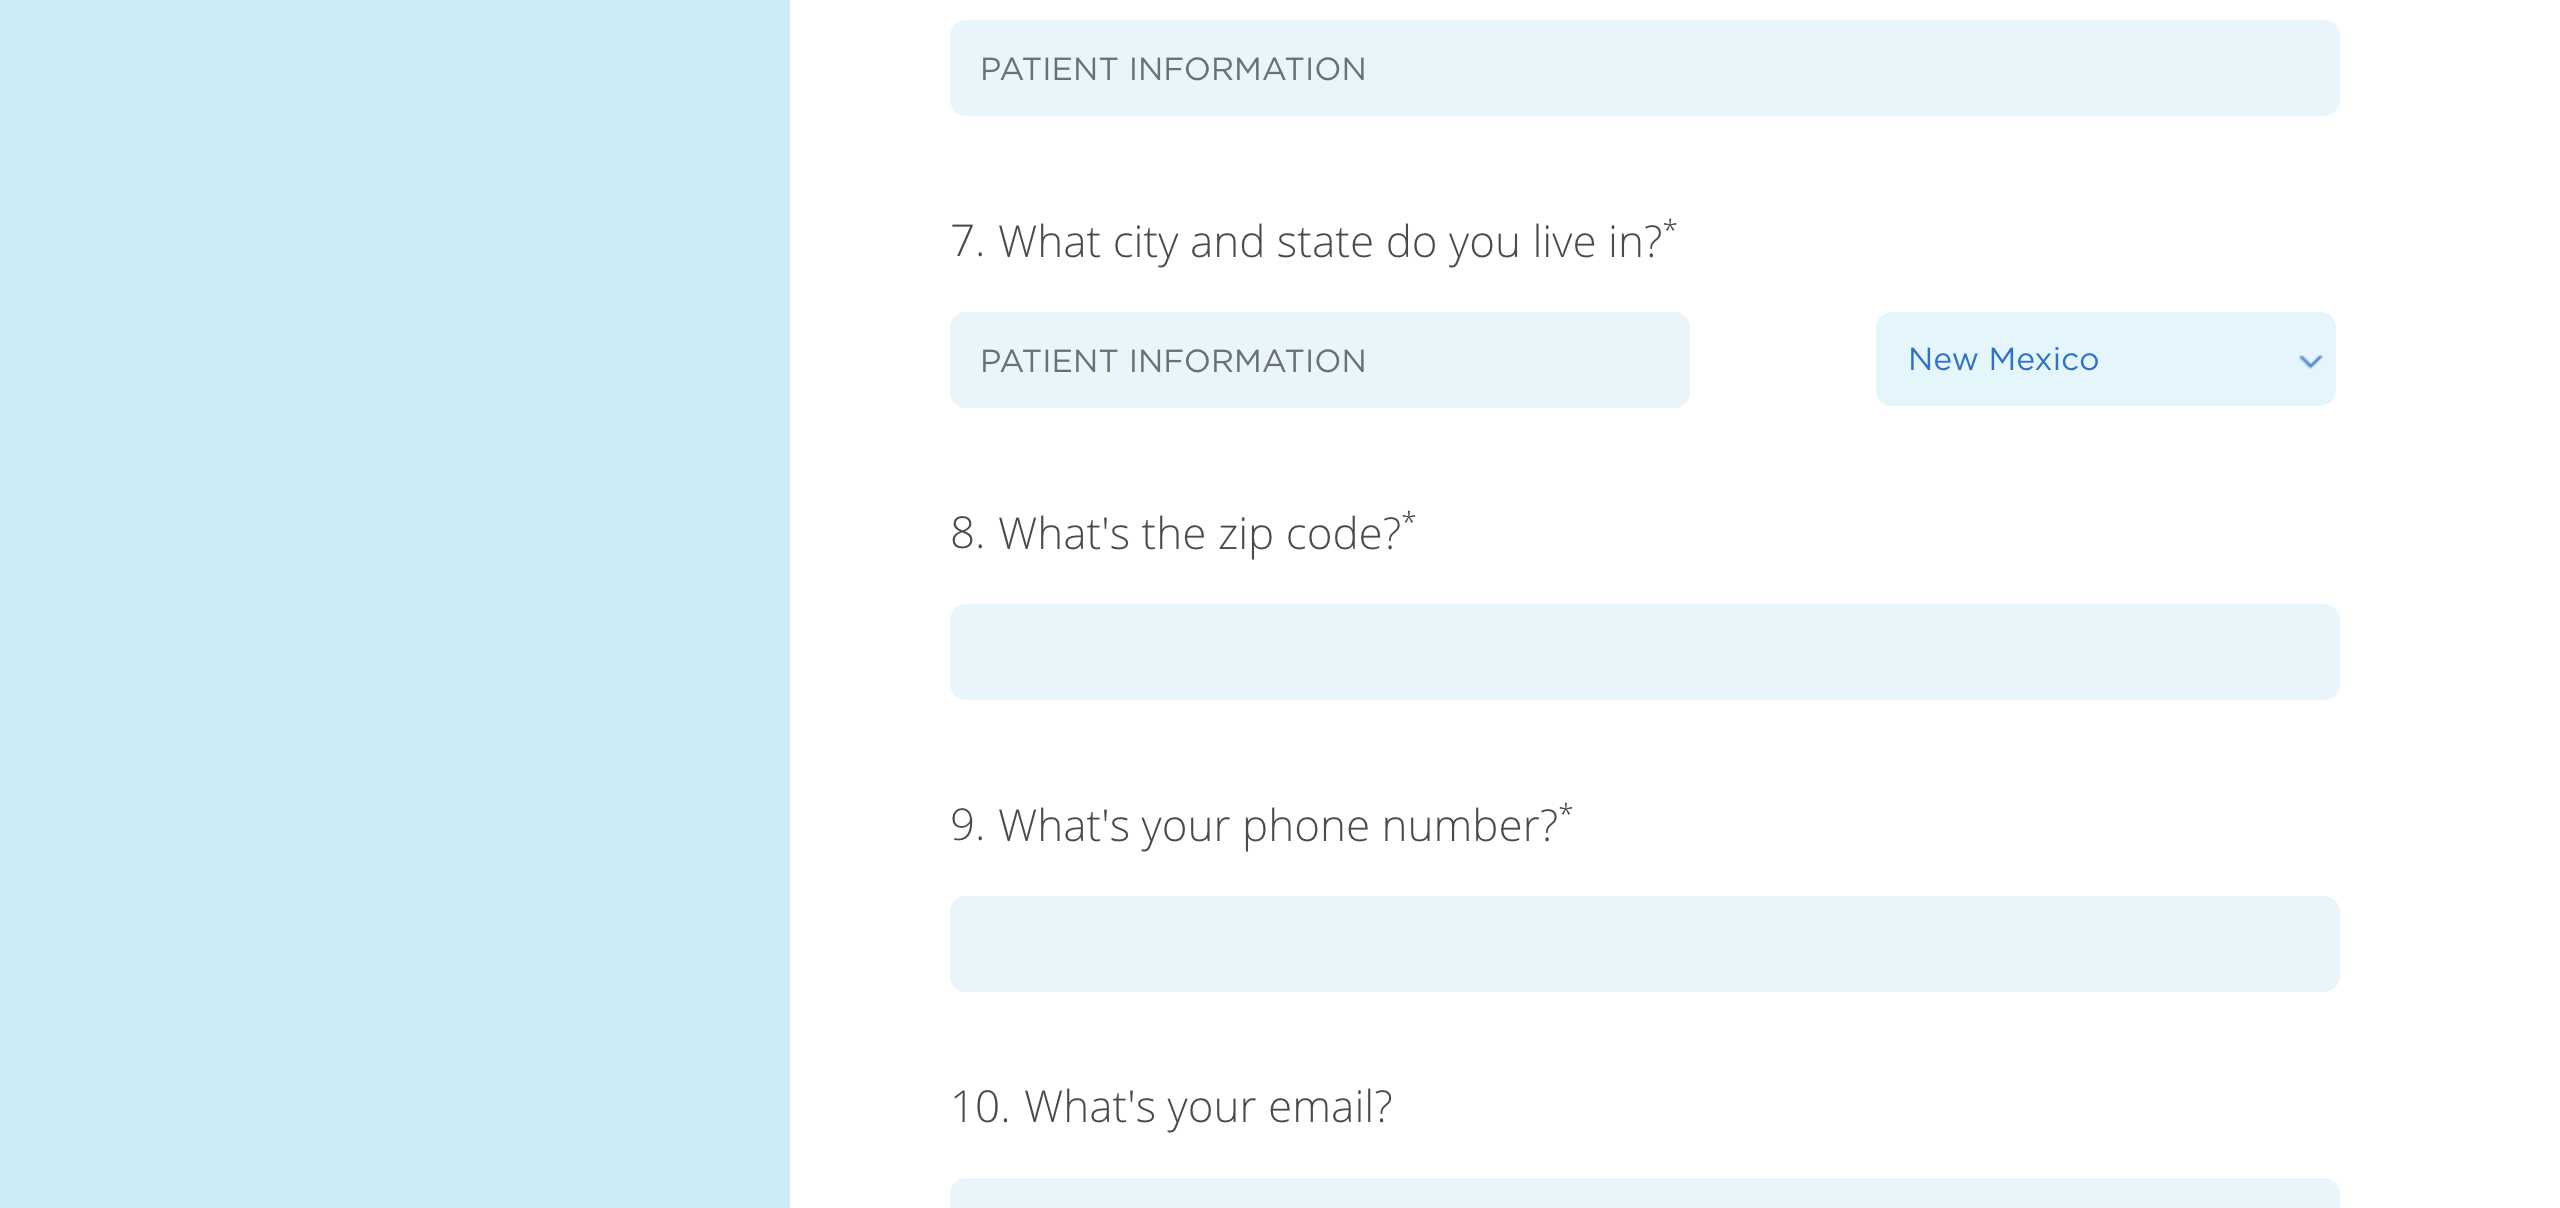 PATIENT INFORMATION
7. What city and state do you live in?*
PATIENT INFORMATION New Mexico
8. What's the zip code?*
9. What's your phone number?*
10. What's your email?